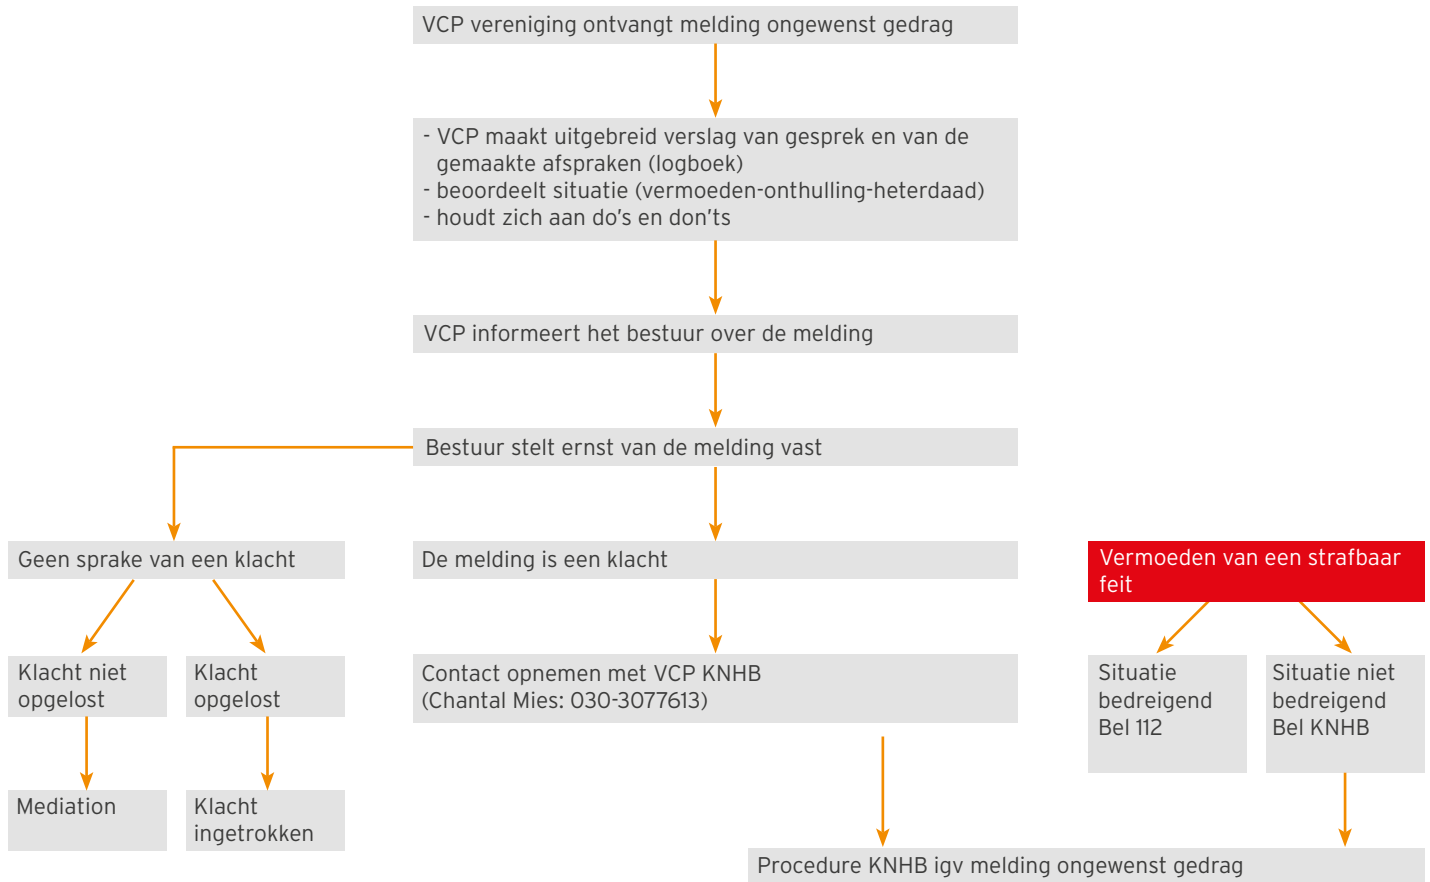 VCP vereniging ontvangt melding ongewenst gedrag
- VCP maakt uitgebreid verslag van gesprek en van de
gemaakte afspraken (logboek)
- beoordeelt situatie (vermoeden-onthulling-heterdaad)
- houdt zich aan do’s en don’ts
VCP informeert het bestuur over de melding
Bestuur stelt ernst van de melding vast
Geen sprake van een klacht
De melding is een klacht
Vermoeden van een strafbaar
feit
Klacht niet
opgelost
Klacht
opgelost
Contact opnemen met VCP KNHB
(Chantal Mies: 030-3077613)
Situatie
bedreigend
Bel 112
Situatie niet
bedreigend
Bel KNHB
Mediation
Klacht
ingetrokken
Procedure KNHB igv melding ongewenst gedrag